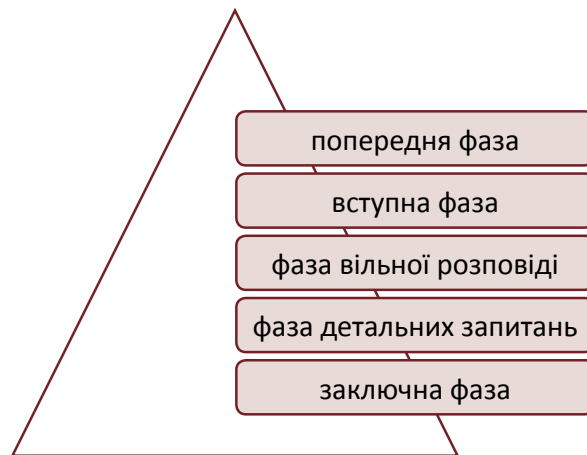 попередня фаза
вступна фаза
фаза вільної розповіді
фаза детальних запитань
заключна фаза